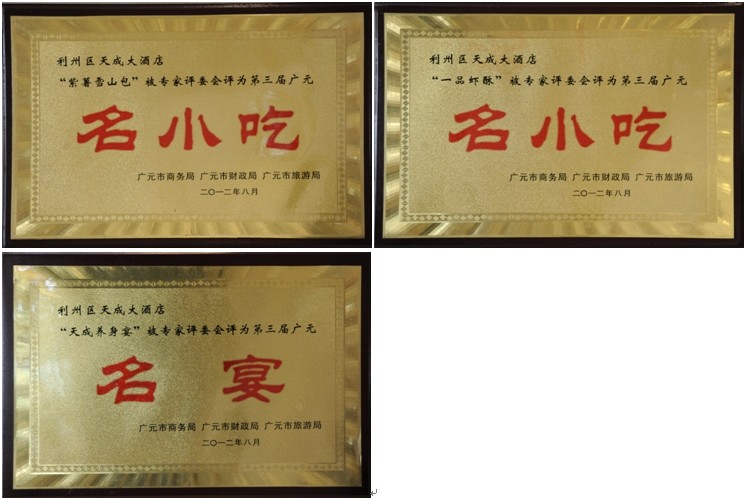 利州区天成大酒店
“紫薯雪山包”被专家评委会评为第三届广元
名小吃
广元市商务局 广元市财政局 广元市旅游局
二〇一二年八月
利州区天成大酒店
“一品虾酥”被专家评委会评为第三届广元
名小吃
广元市商务局 广元市财政局 广元市旅游局
二〇一二年八月
利州区天成大酒店
“天成养身宴”被专家评委会评为第三届广元
名宴
广元市商务局 广元市财政局 广元市旅游局
二〇一二年八月